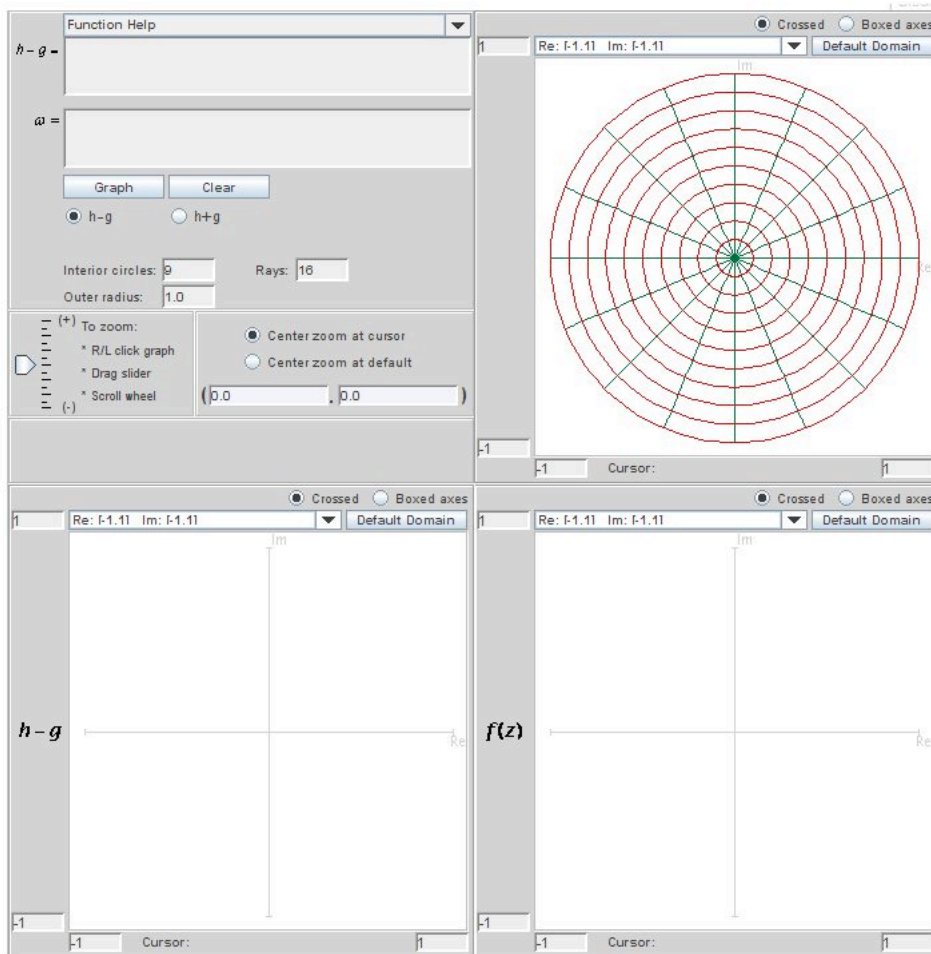 Function Help
h – g =
ω =
Graph Clear
h–g h+g
Interior circles: 9 Rays: 16
Outer radius: 1.0
(+) To zoom:
* R/L click graph
* Drag slider
* Scroll wheel
(-)
Center zoom at cursor
Center zoom at default
(0.0 , 0.0 )
Crossed Boxed axes
1 Re: [-1,1] Im: [-1,1] Default Domain
Im
Re
-1
-1 Cursor: 1
Crossed Boxed axes
1 Re: [-1,1] Im: [-1,1] Default Domain
Im
h – g
Re
-1
-1 Cursor: 1
Crossed Boxed axes
1 Re: [-1,1] Im: [-1,1] Default Domain
Im
f(z)
Re
-1
-1 Cursor: 1